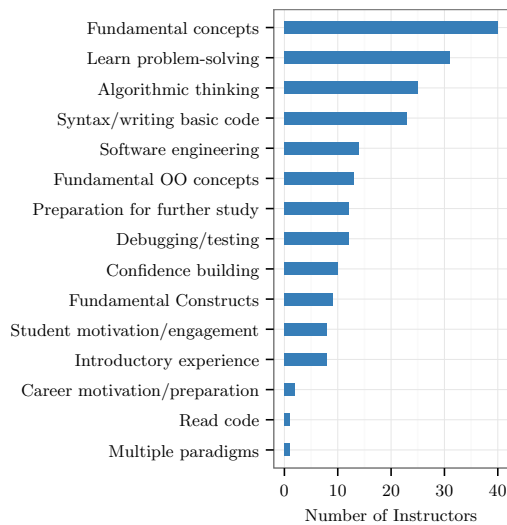 Fundamental concepts
Learn problem-solving
Algorithmic thinking
Syntax/writing basic code
Software engineering
Fundamental OO concepts
Preparation for further study
Debugging/testing
Confidence building
Fundamental Constructs
Student motivation/engagement
Introductory experience
Career motivation/preparation
Read code
Multiple paradigms
0 10 20 30 40
Number of Instructors